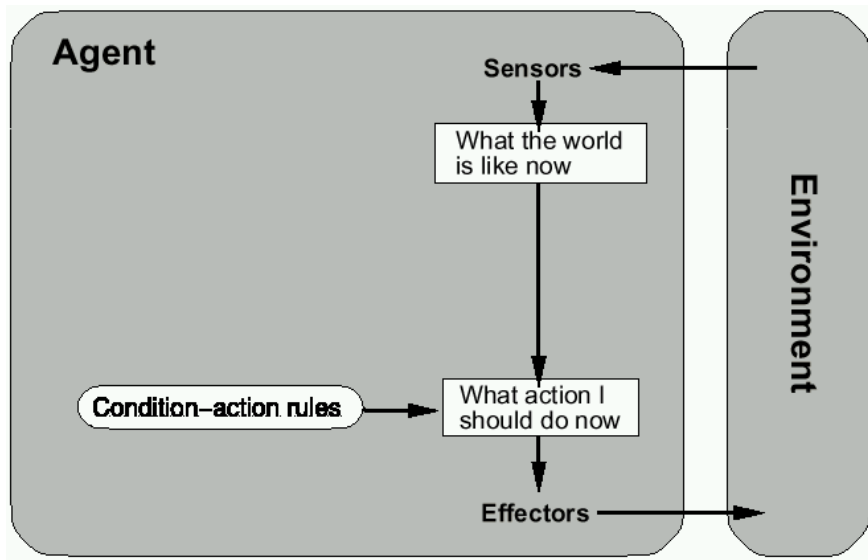 Agent
Sensors
What the world
is like now
Environment
Condition–action rules
What action I
should do now
Effectors